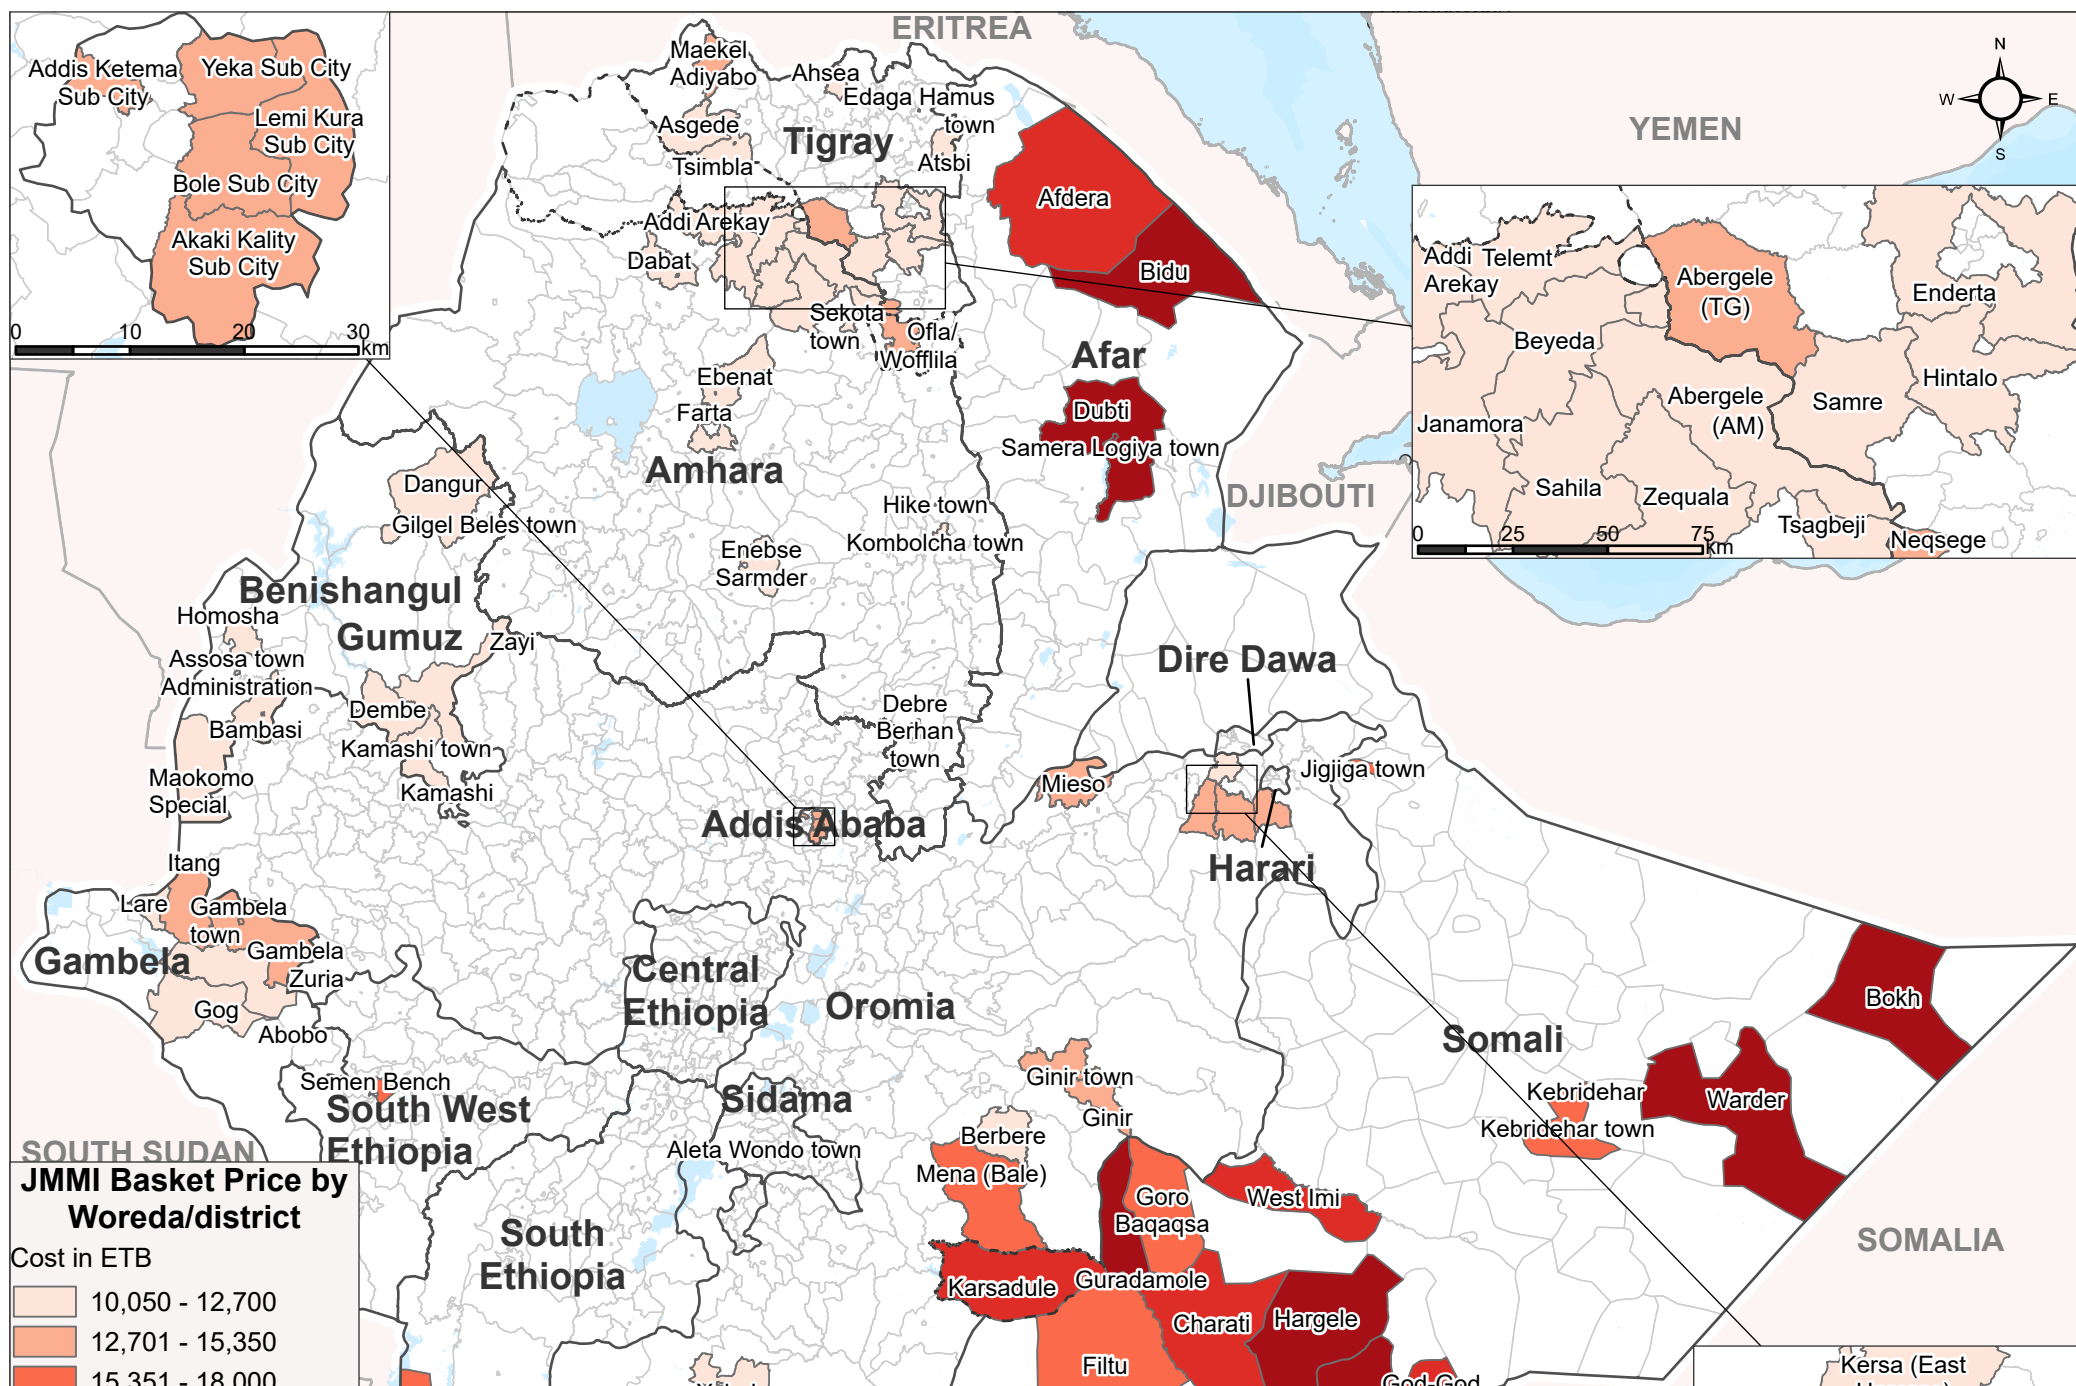 ERITREA
YEMEN
DJIBOUTI
SOMALIA
SOUTH SUDAN
N
W
E
S
Addis Ketema
Sub City
Yeka Sub City
Lemi Kura
Sub City
Bole Sub City
Akaki Kality
Sub City
0 10 20 30
km
Maekel
Adiyabo
Ahsea
Edaga Hamus
town
Asgede
Tsimbla
Tigray
Atsbi
Addi Arekay
Dabat
Sekota
town
Ofla/
Wofflila
Afdera
Bidu
Afar
Dubti
Samera Logiya town
Ebenat
Farta
Amhara
Dangur
Gilgel Beles town
Hike town
Kombolcha town
Enebse
Sarmder
Benishangul
Gumuz
Homosha
Zayi
Assosa town
Administration
Bambasi
Dembe
Kamashi town
Maokomo
Special
Kamashi
Debre
Berhan
town
Addis Ababa
Dire Dawa
Mieso
Jigjiga town
Harari
Addi
Arekay
Telemt
Abergele
(TG)
Enderta
Beyeda
Hintalo
Abergele
(AM)
Samre
Janamora
Sahila
Zequala
Tsagbeji
Neqsege
0 25 50 75
km
Itang
Lare
Gambela
town
Gambela
Zuria
Gambela
Gog
Abobo
Central
Ethiopia
Oromia
Somali
Bokh
Warder
Kebridehar
Kebridehar town
Semen Bench
South West
Ethiopia
Sidama
Aleta Wondo town
Ginir town
Ginir
Berbere
Mena (Bale)
Goro
Baqaqsa
West Imi
South
Ethiopia
Karsadule
Guradamole
Charati
Hargele
Filtu
God-God
Kersa (East
JMMI Basket Price by
Woreda/district
Cost in ETB
10,050 - 12,700
12,701 - 15,350
15,351 - 18,000